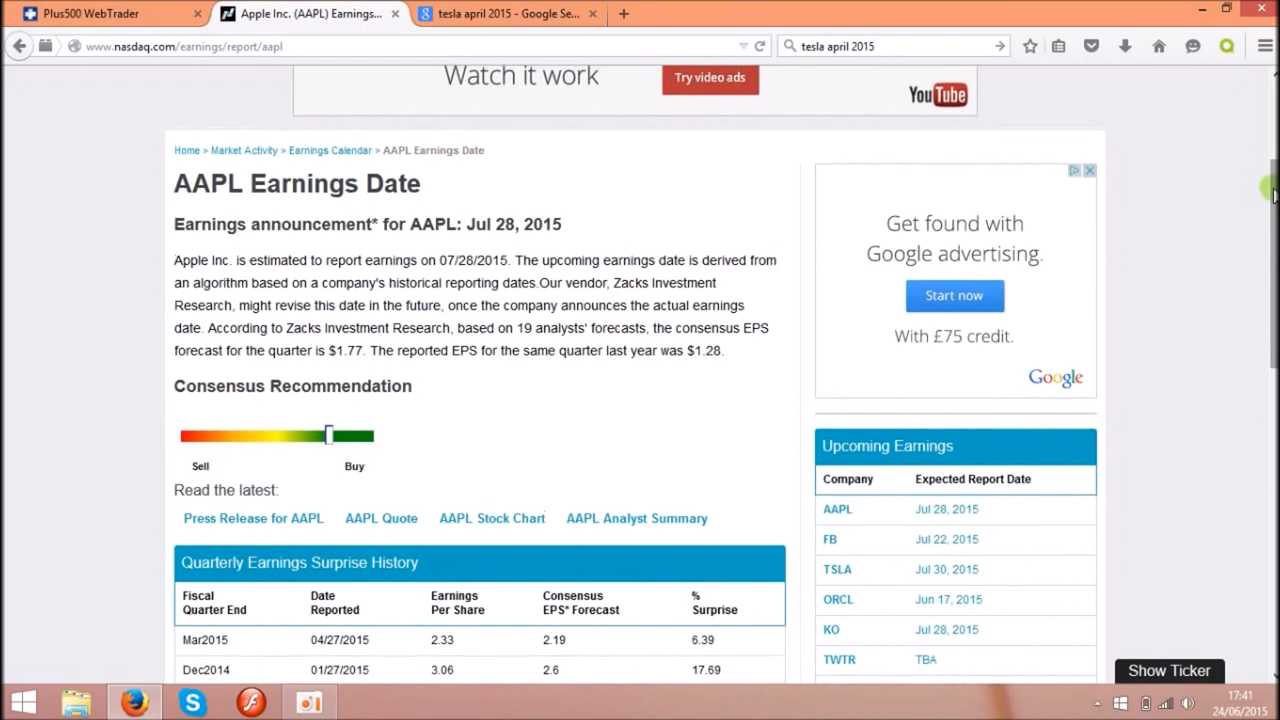 Plus500 WebTrader
Apple Inc. (AAPL) Earnings...
tesla april 2015 - Google Se...
www.nasdaq.com/earnings/report/aapl
tesla april 2015
Watch it work
Try video ads
YouTube
Home > Market Activity > Earnings Calendar > AAPL Earnings Date
AAPL Earnings Date
Earnings announcement* for AAPL: Jul 28, 2015
Apple Inc. is estimated to report earnings on 07/28/2015. The upcoming earnings date is derived from
an algorithm based on a company's historical reporting dates.Our vendor, Zacks Investment
Research, might revise this date in the future, once the company announces the actual earnings
date. According to Zacks Investment Research, based on 19 analysts' forecasts, the consensus EPS
forecast for the quarter is $1.77. The reported EPS for the same quarter last year was $1.28.
Consensus Recommendation
Sell Buy
Read the latest:
Press Release for AAPL AAPL Quote AAPL Stock Chart AAPL Analyst Summary
Quarterly Earnings Surprise History
Fiscal Quarter End Date Reported Earnings Per Share Consensus EPS* Forecast % Surprise
Mar2015 04/27/2015 2.33 2.19 6.39
Dec2014 01/27/2015 3.06 2.6 17.69
Get found with
Google advertising.
Start now
With £75 credit.
Google
Upcoming Earnings
Company Expected Report Date
AAPL Jul 28, 2015
FB Jul 22, 2015
TSLA Jul 30, 2015
ORCL Jun 17, 2015
KO Jul 28, 2015
TWTR TBA
Show Ticker
17:41
24/06/2015